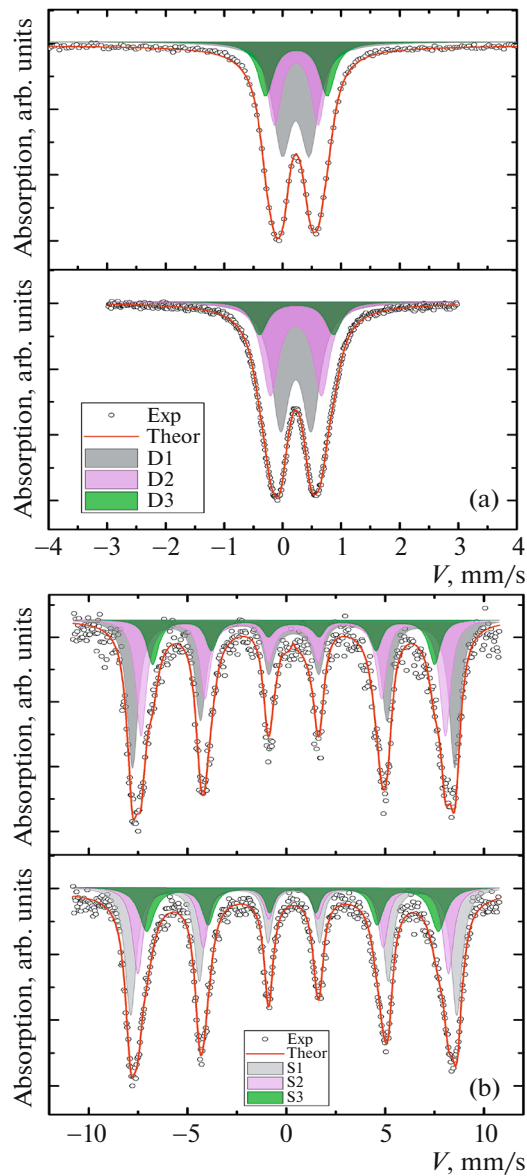 Absorption, arb. units
Absorption, arb. units
Exp
Theor
D1
D2
D3
(a)
−4 −3 −2 −1 0 1 2 3 4
V, mm/s
Absorption, arb. units
Absorption, arb. units
Exp
Theor
S1
S2
S3
(b)
−10 −5 0 5 10
V, mm/s